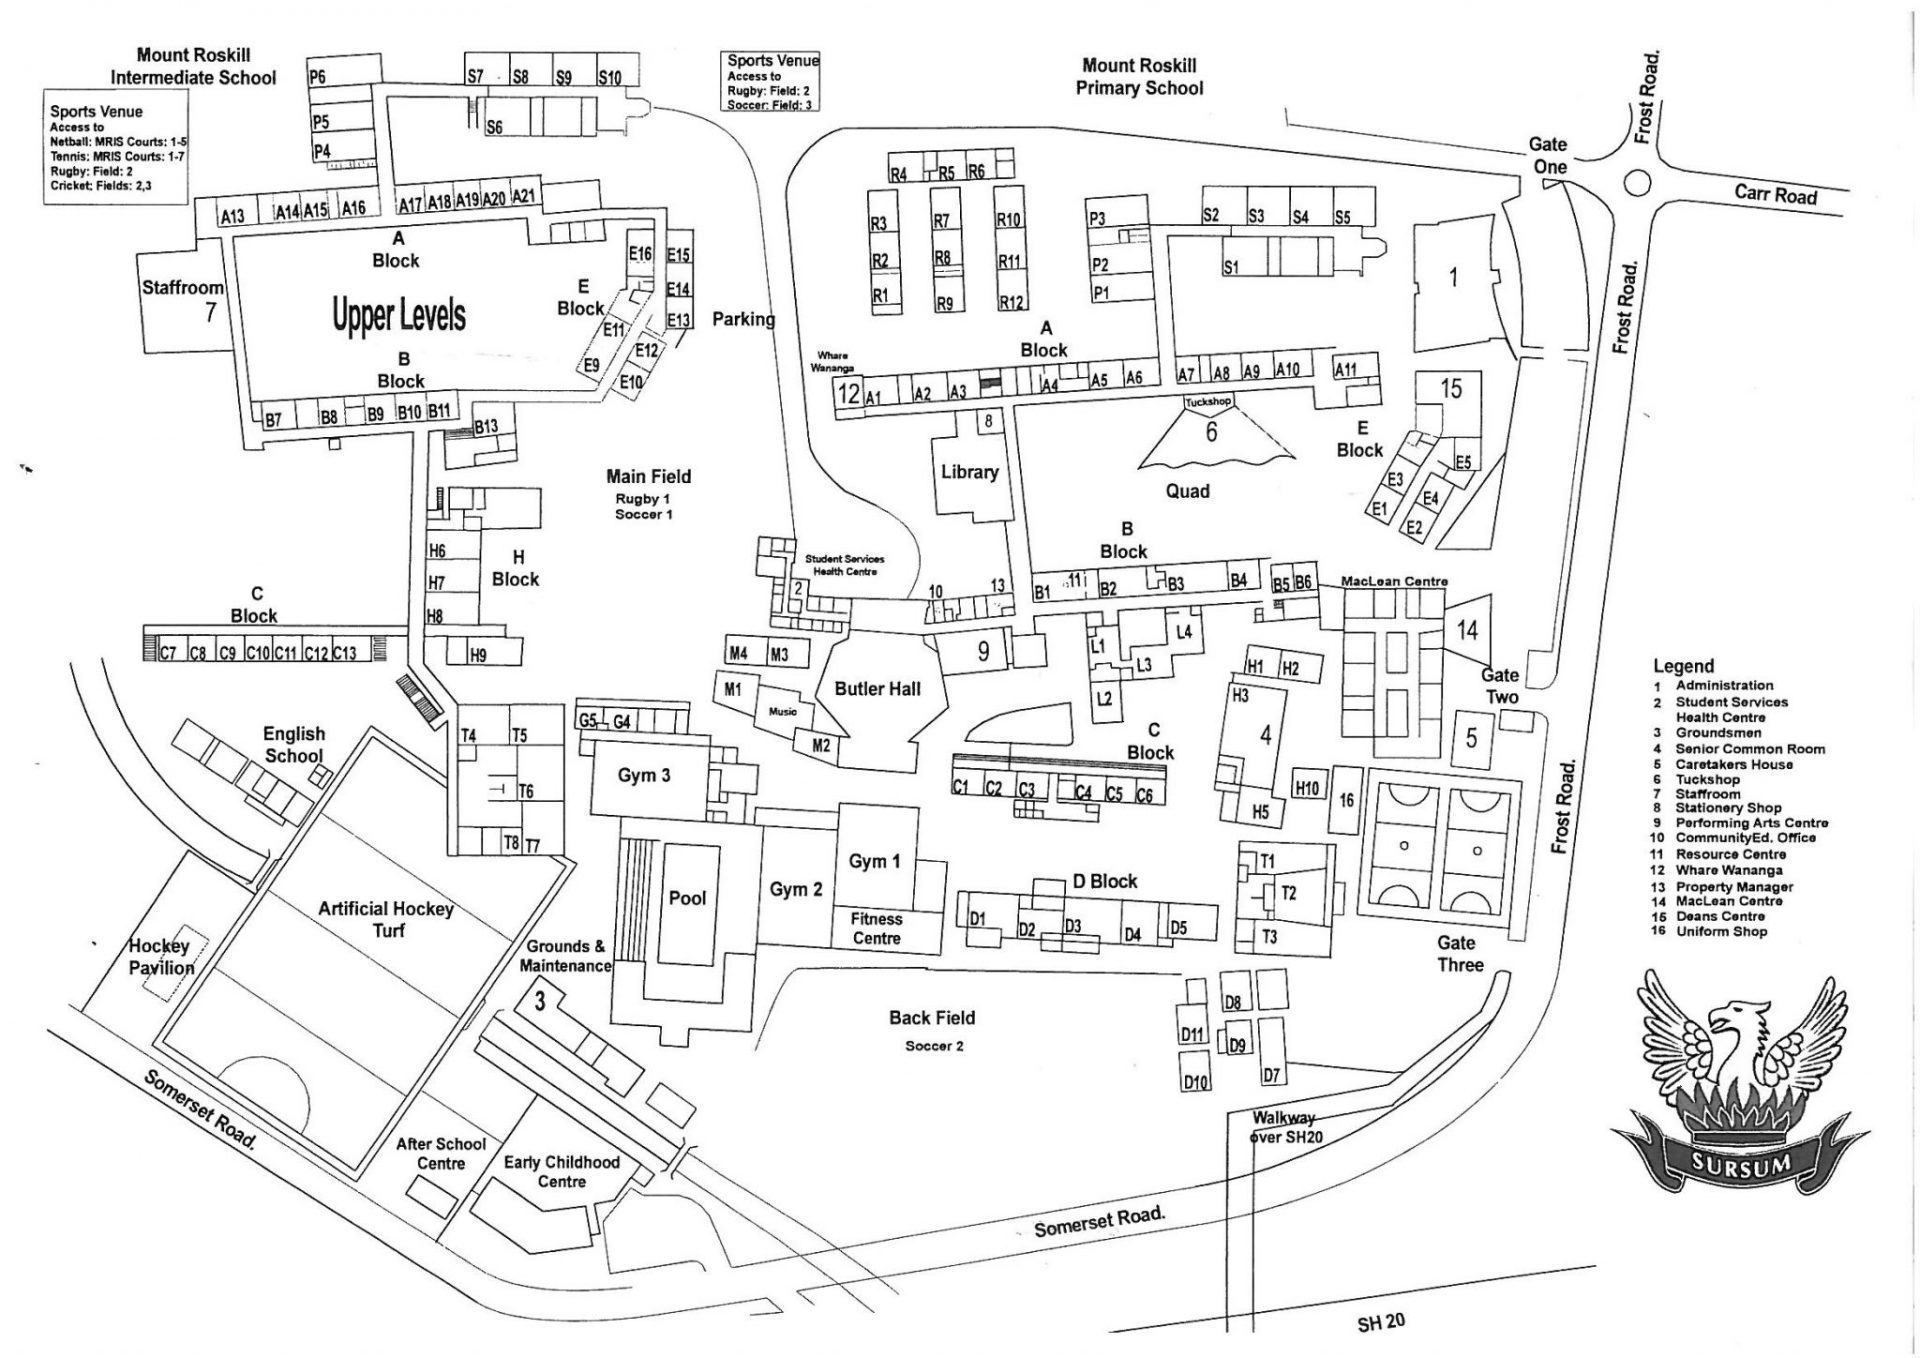 Mount Roskill
Intermediate School
Sports Venue
Access to
Netball: MRIS Courts: 1-5
Tennis: MRIS Courts: 1-7
Rugby: Field: 2
Cricket; Fields: 2,3
P6
P5
P4
S7 S8 S9 S10
S6
Sports Venue
Access to
Rugby: Field: 2
Soccer: Field: 3
Mount Roskill
Primary School
Frost Road.
Gate
One
Carr Road
Frost Road.
A13 A14 A15 A16 A17 A18 A19 A20 A21
A
Block
Staffroom
7
Upper Levels
E
Block
E16 E15
E14
E13
E11
E12
E9
E10
Parking
B
Block
B7 B8 B9 B10 B11
B13
R4 R5 R6
R3 R7 R10
R2 R8 R11
R1 R9 R12
P3
P2
P1
S2 S3 S4 S5
S1
1
A
Block
Whare
Wananga
12 A1 A2 A3 A4 A5 A6 A7 A8 A9 A10 A11
15
Tuckshop
6
8
Library
Quad
E
Block
E5
E3
E4
E1
E2
Main Field
Rugby 1
Soccer 1
H6
H7
H8
H
Block
H9
C
Block
C7 C8 C9 C10 C11 C12 C13
Student Services
Health Centre
2
10 13
B
Block
B1 11 B2 B3 B4 B5 B6
MacLean Centre
14
9
L1 L4
L3
L2
H1 H2
H3
4
Gate
Two
5
M4 M3
M1
Music
M2
Butler Hall
C
Block
C1 C2 C3 C4 C5 C6
H10
16
H5
Frost Road.
English
School
T4 T5
T6
T8 T7
G5 G4
Gym 3
Gym 1
Gym 2
Pool
Fitness
Centre
D Block
D1 D2 D3 D4 D5
T1
T2
T3
Gate
Three
Artificial Hockey
Turf
Hockey
Pavilion
Grounds &
Maintenance
3
Back Field
Soccer 2
D8
D11
D9
D10
D7
Walkway
over SH20
Somerset Road.
After School
Centre
Early Childhood
Centre
Somerset Road.
SH 20
Legend
1 Administration
2 Student Services
Health Centre
3 Groundsmen
4 Senior Common Room
5 Caretakers House
6 Tuckshop
7 Staffroom
8 Stationery Shop
9 Performing Arts Centre
10 CommunityEd. Office
11 Resource Centre
12 Whare Wananga
13 Property Manager
14 MacLean Centre
15 Deans Centre
16 Uniform Shop
SURSUM